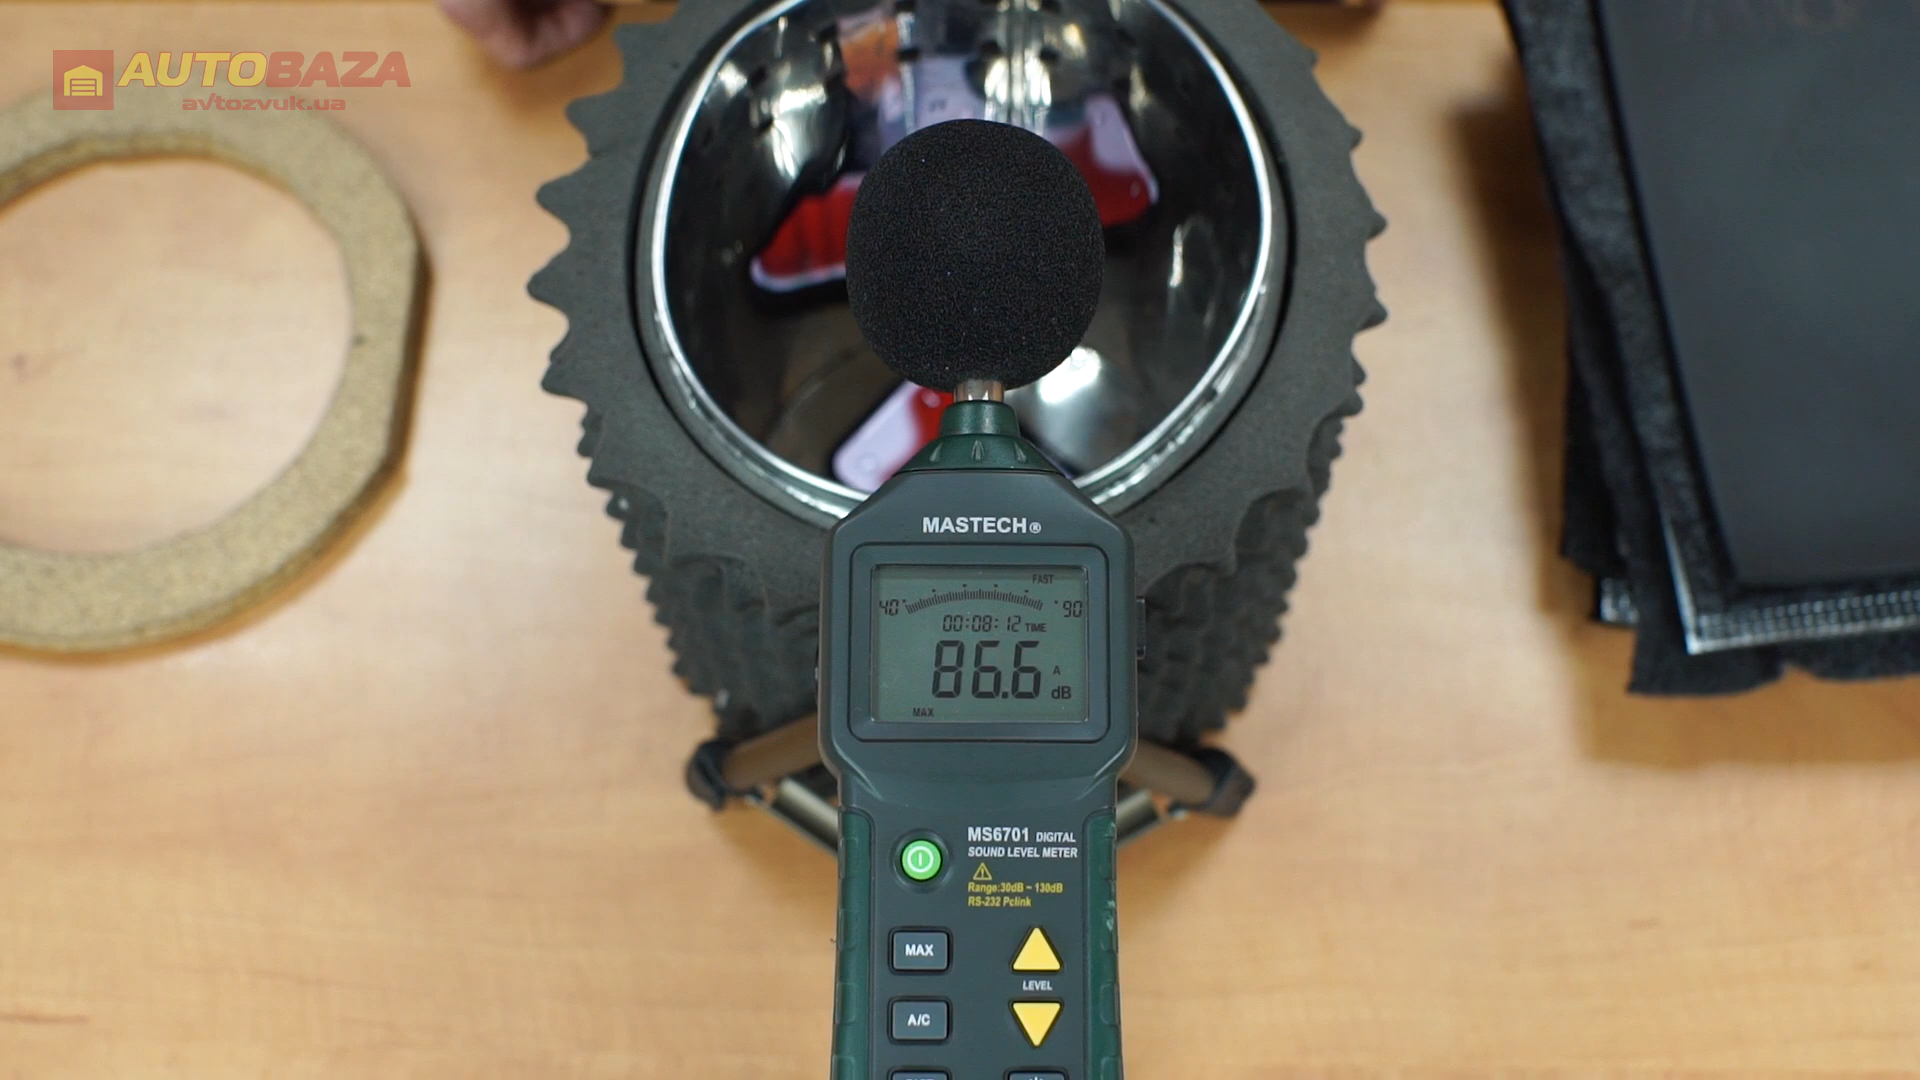 AUTOBAZA
avtozvuk.ua
MASTECH®
FAST
40 90
00:08:12 TIME
86.6 A dB
MAX
MS6701 DIGITAL
SOUND LEVEL METER
Range:30dB ~ 130dB
RS-232 Pclink
MAX
LEVEL
A/C